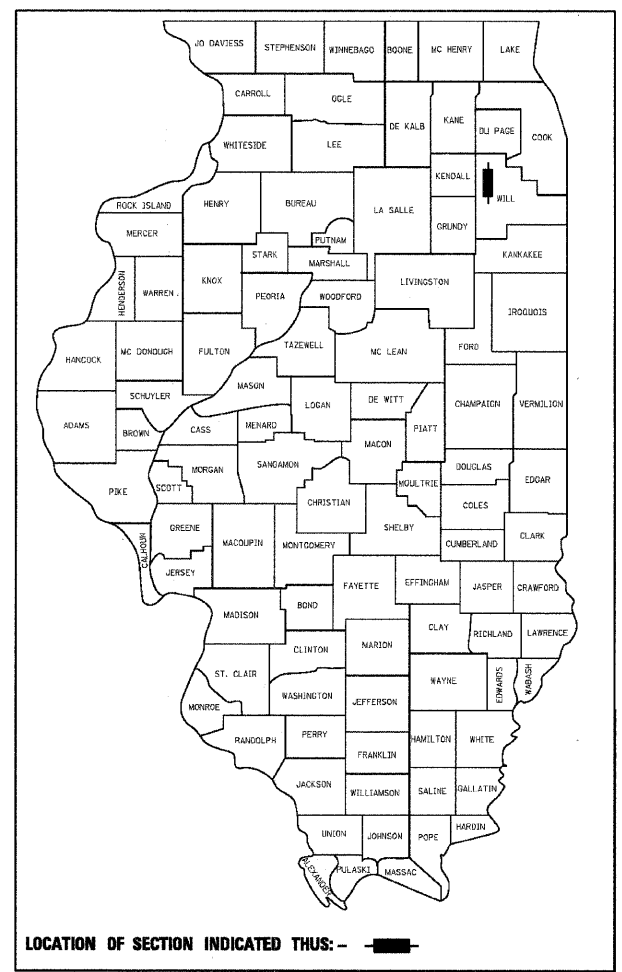 JO DAVIESS STEPHENSON WINNEBAGO BOONE MC HENRY LAKE
CARROLL OGLE DE KALB KANE DU PAGE COOK
WHITESIDE LEE
KENDALL
ROCK ISLAND HENRY BUREAU LA SALLE WILL
MERCER PUTNAM GRUNDY
STARK MARSHALL KANKAKEE
HENDERSON WARREN KNOX PEORIA WOODFORD LIVINGSTON IROQUOIS
HANCOCK MC DONOUGH FULTON TAZEWELL MC LEAN FORD
MASON
SCHUYLER LOGAN DE WITT CHAMPAIGN VERMILION
ADAMS BROWN CASS MENARD MACON PIATT
PIKE SCOTT MORGAN SANGAMON MOULTRIE DOUGLAS EDGAR
CHRISTIAN COLES
GREENE MACOUPIN MONTGOMERY SHELBY CUMBERLAND CLARK
CALHOUN JERSEY
MADISON BOND FAYETTE EFFINGHAM JASPER CRAWFORD
CLINTON MARION CLAY RICHLAND LAWRENCE
ST. CLAIR WASHINGTON JEFFERSON WAYNE EDWARDS WABASH
MONROE
RANDOLPH PERRY FRANKLIN HAMILTON WHITE
JACKSON WILLIAMSON SALINE GALLATIN
UNION JOHNSON POPE HARDIN
ALEXANDER PULASKI MASSAC
LOCATION OF SECTION INDICATED THUS:-